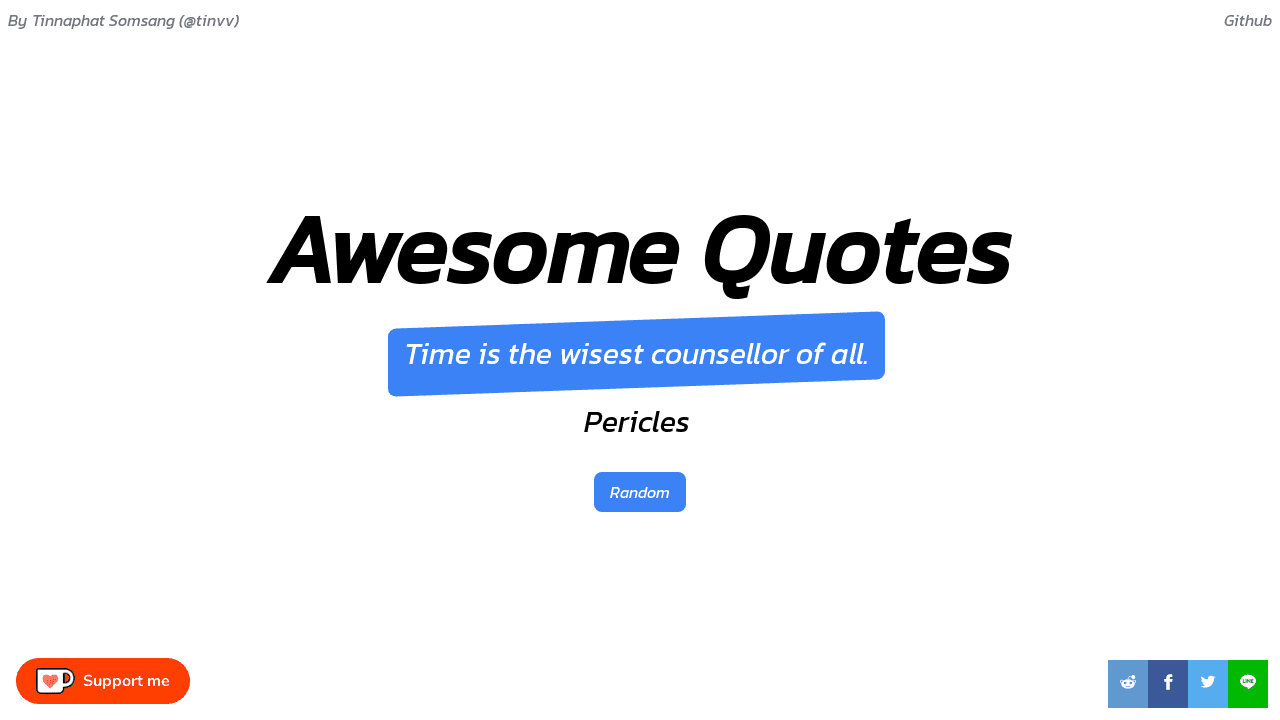 By Tinnaphat Somsang (@tinvv)
Github
Awesome Quotes
Time is the wisest counsellor of all.
Pericles
Random
Support me
LINE